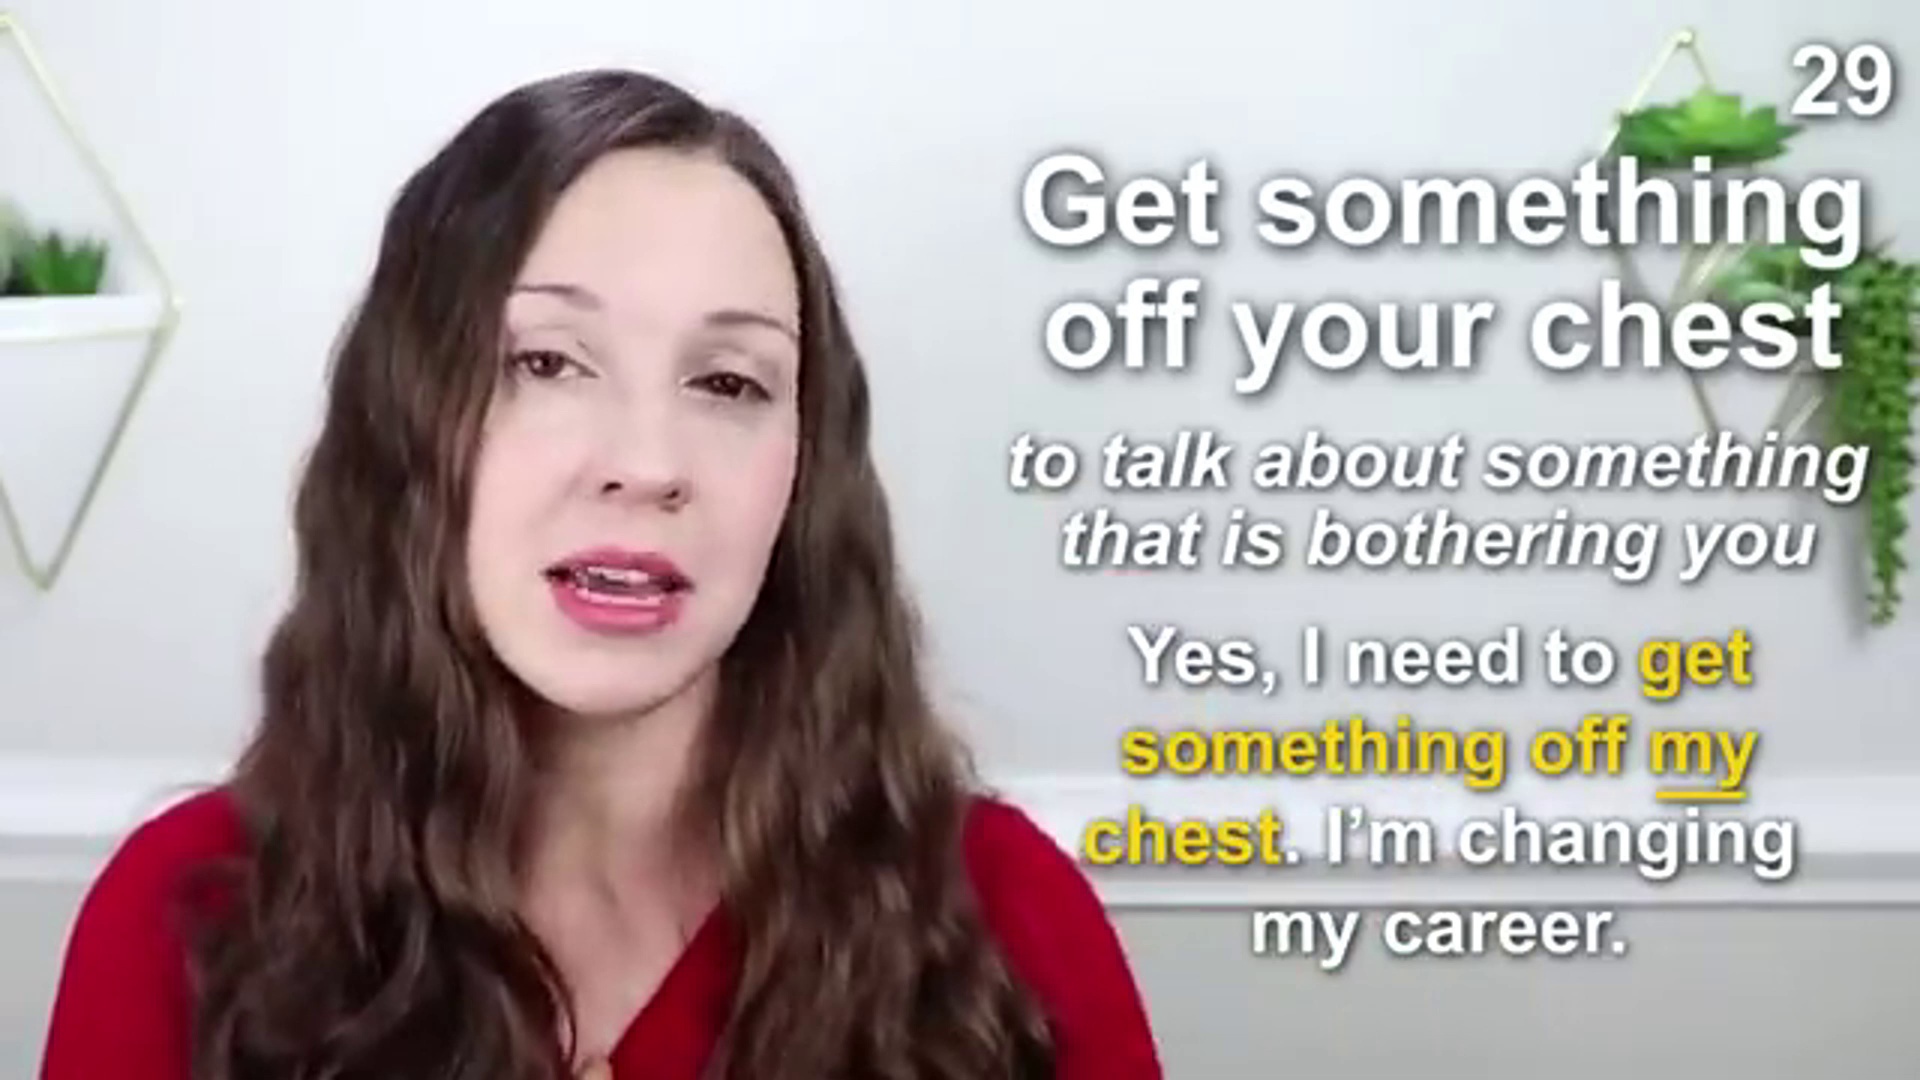 29
Get something
off your chest
to talk about something
that is bothering you
Yes, I need to get
something off my
chest. I’m changing
my career.